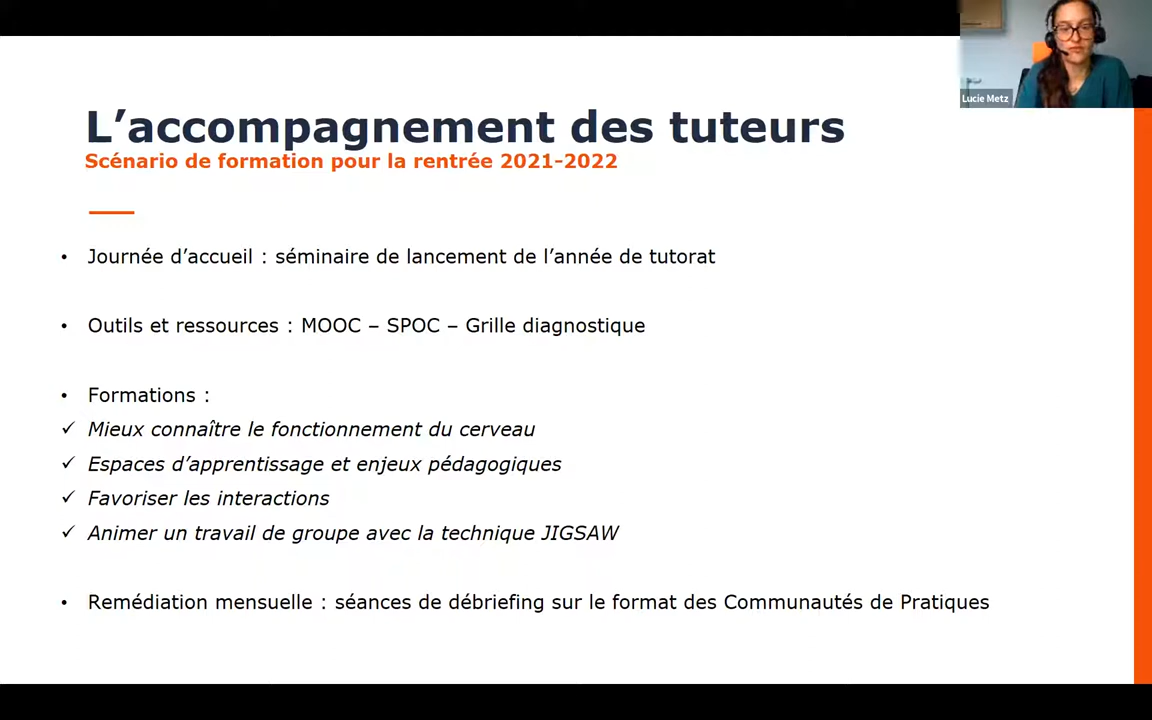 Lucie Metz
L’accompagnement des tuteurs
Scénario de formation pour la rentrée 2021-2022
• Journée d’accueil : séminaire de lancement de l’année de tutorat
• Outils et ressources : MOOC – SPOC – Grille diagnostique
• Formations :
✓ Mieux connaître le fonctionnement du cerveau
✓ Espaces d’apprentissage et enjeux pédagogiques
✓ Favoriser les interactions
✓ Animer un travail de groupe avec la technique JIGSAW
• Remédiation mensuelle : séances de débriefing sur le format des Communautés de Pratiques